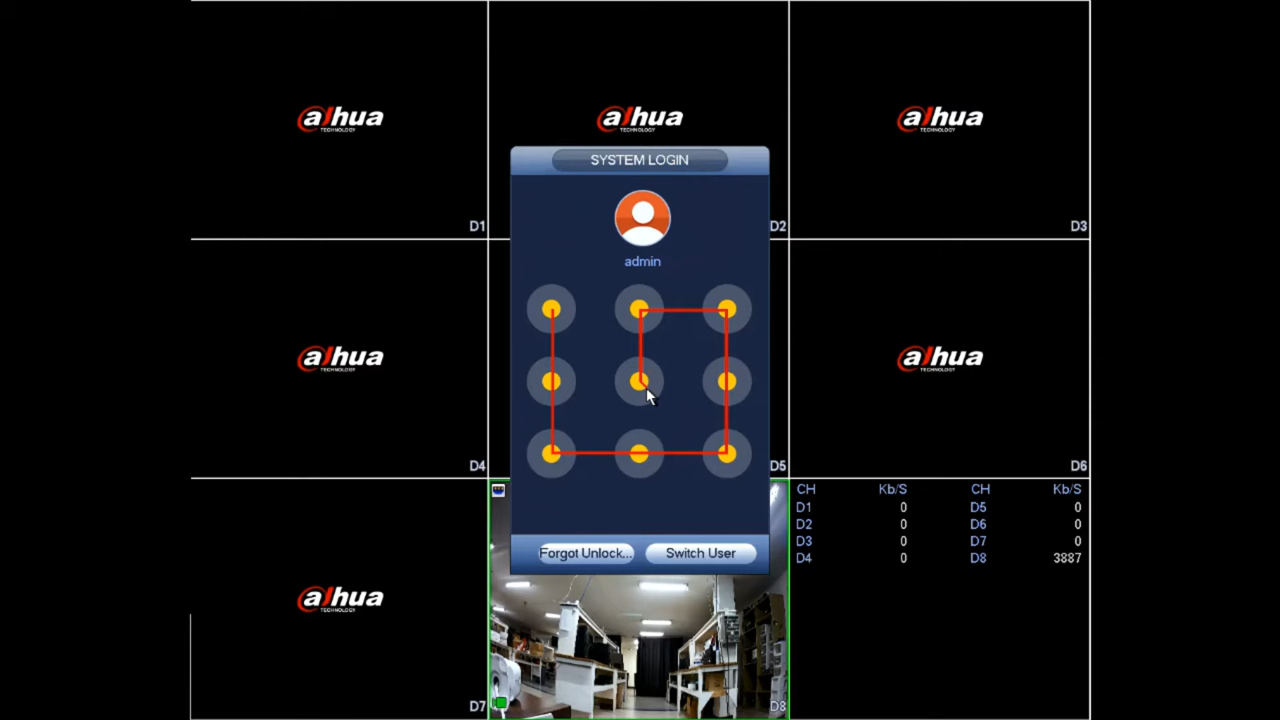 alhua
TECHNOLOGY
alhua
TECHNOLOGY
alhua
TECHNOLOGY
SYSTEM LOGIN
D1
D2
D3
admin
alhua
TECHNOLOGY
alhua
TECHNOLOGY
D4
D5
D6
CH Kb/S CH Kb/S
D1 0 D5 0
D2 0 D6 0
D3 0 D7 0
D4 0 D8 3887
Forgot Unlock... Switch User
alhua
TECHNOLOGY
D7
D8